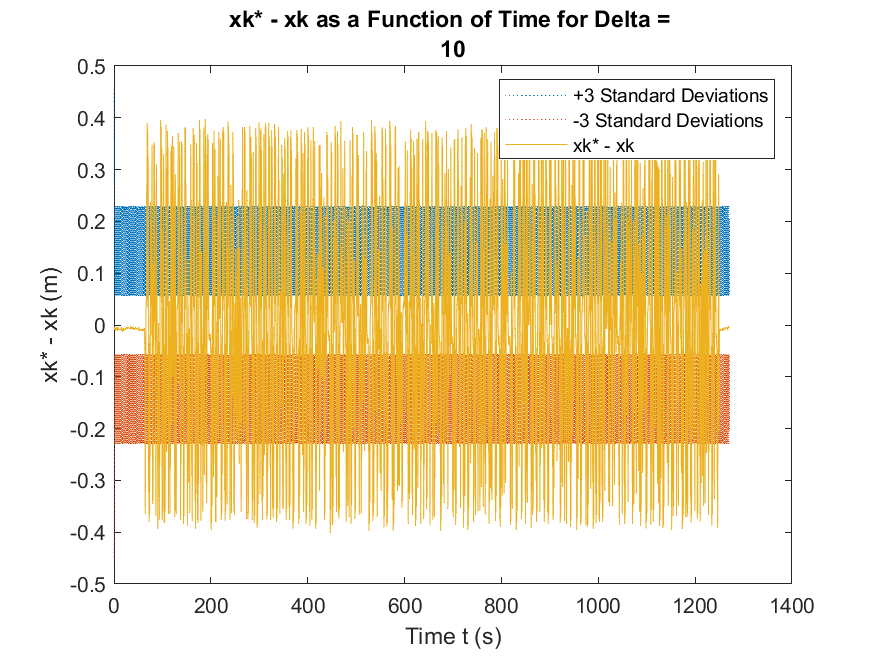 xk* - xk as a Function of Time for Delta =
10
0.5
0.4
0.3
0.2
0.1
0
-0.1
-0.2
-0.3
-0.4
-0.5
xk* - xk (m)
+3 Standard Deviations
-3 Standard Deviations
xk* - xk
0 200 400 600 800 1000 1200 1400
Time t (s)